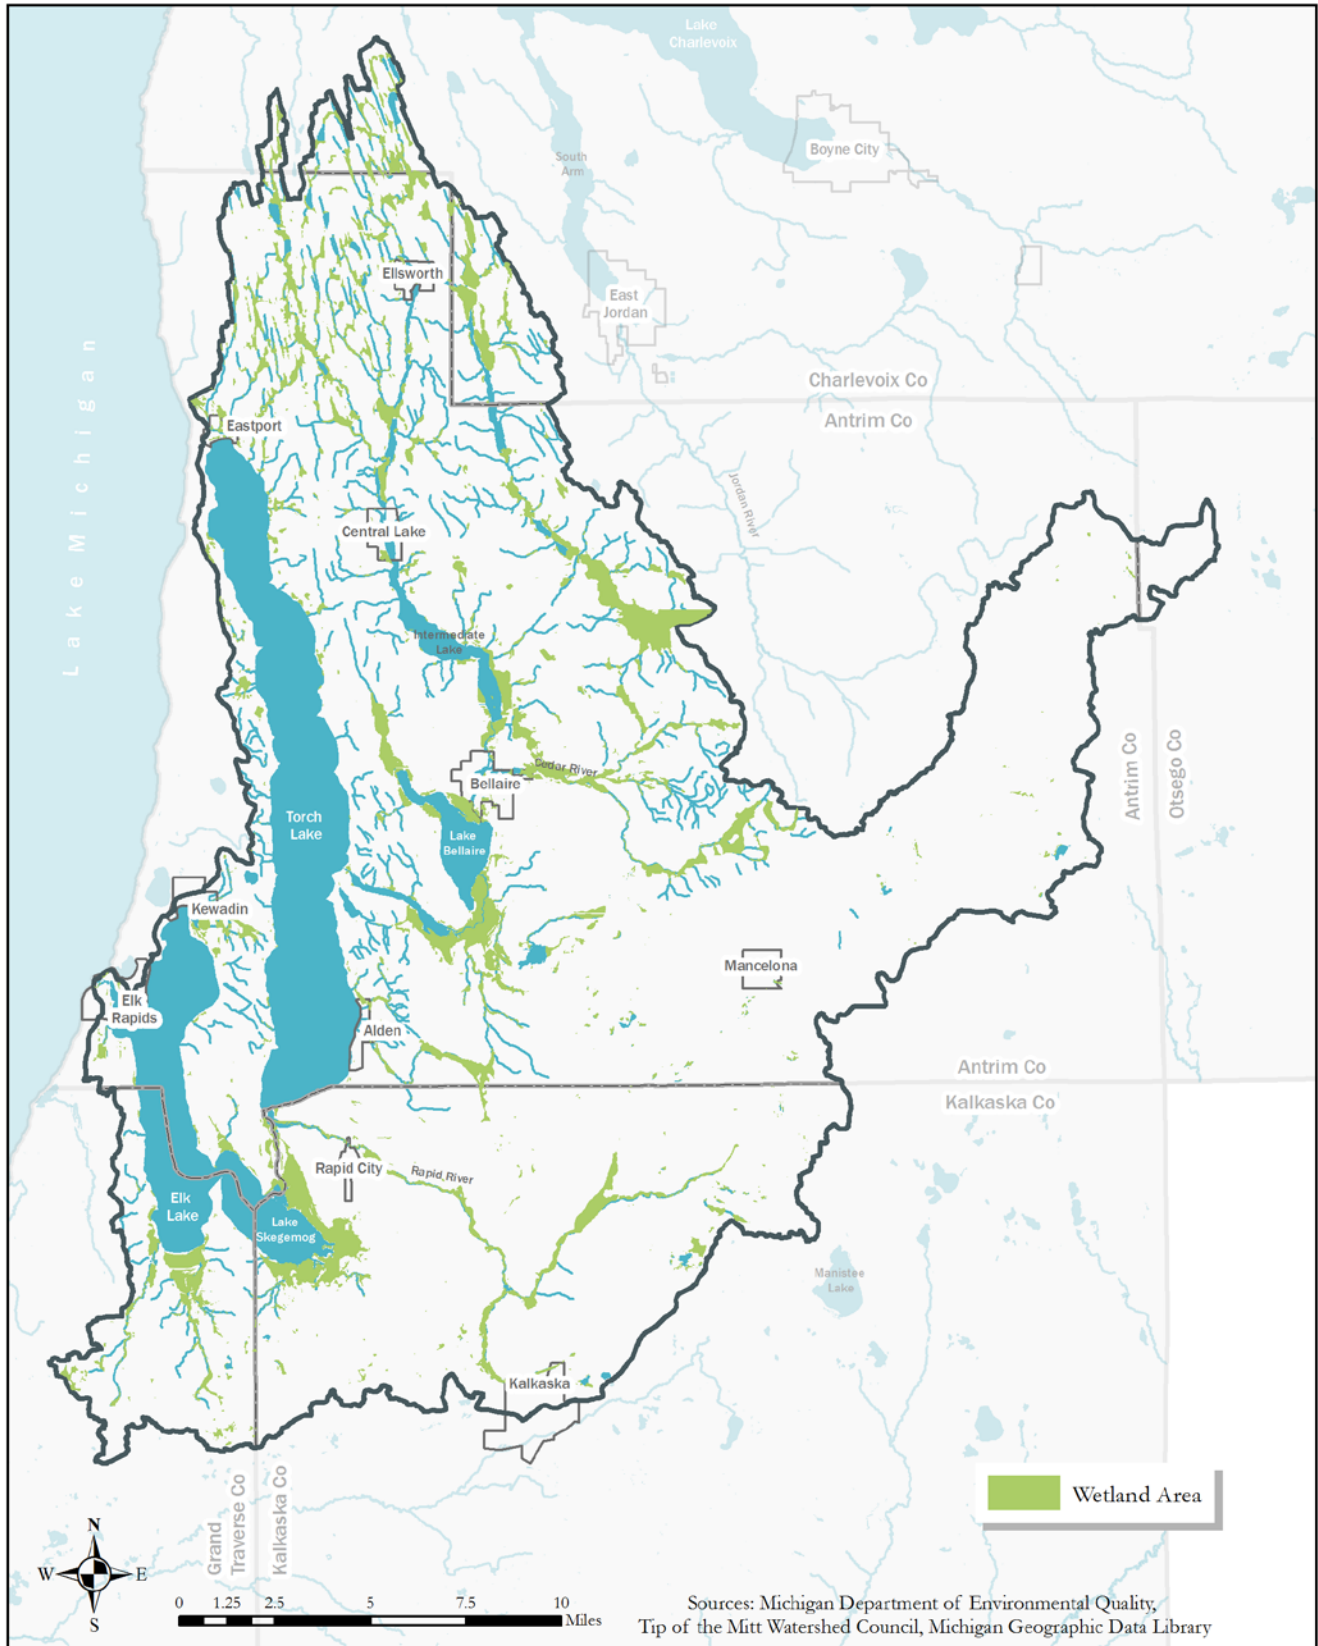 Lake
Charlevoix
Boyne City
South
Arm
Ellsworth
East
Jordan
Lake Michigan
Charlevoix Co
Antrim Co
Eastport
Jordan River
Central Lake
Intermediate
Lake
Cedar River
Bellaire
Antrim Co
Otsego Co
Torch
Lake
Lake
Bellaire
Kewadin
Mancelona
Elk
Rapids
Alden
Antrim Co
Kalkaska Co
Rapid City
Rapid River
Elk
Lake
Lake
Skegemog
Manistee
Lake
Kalkaska
Grand
Traverse Co
Kalkaska Co
Wetland Area
N
W
E
S
0 1.25 2.5 5 7.5 10
Miles
Sources: Michigan Department of Environmental Quality,
Tip of the Mitt Watershed Council, Michigan Geographic Data Library